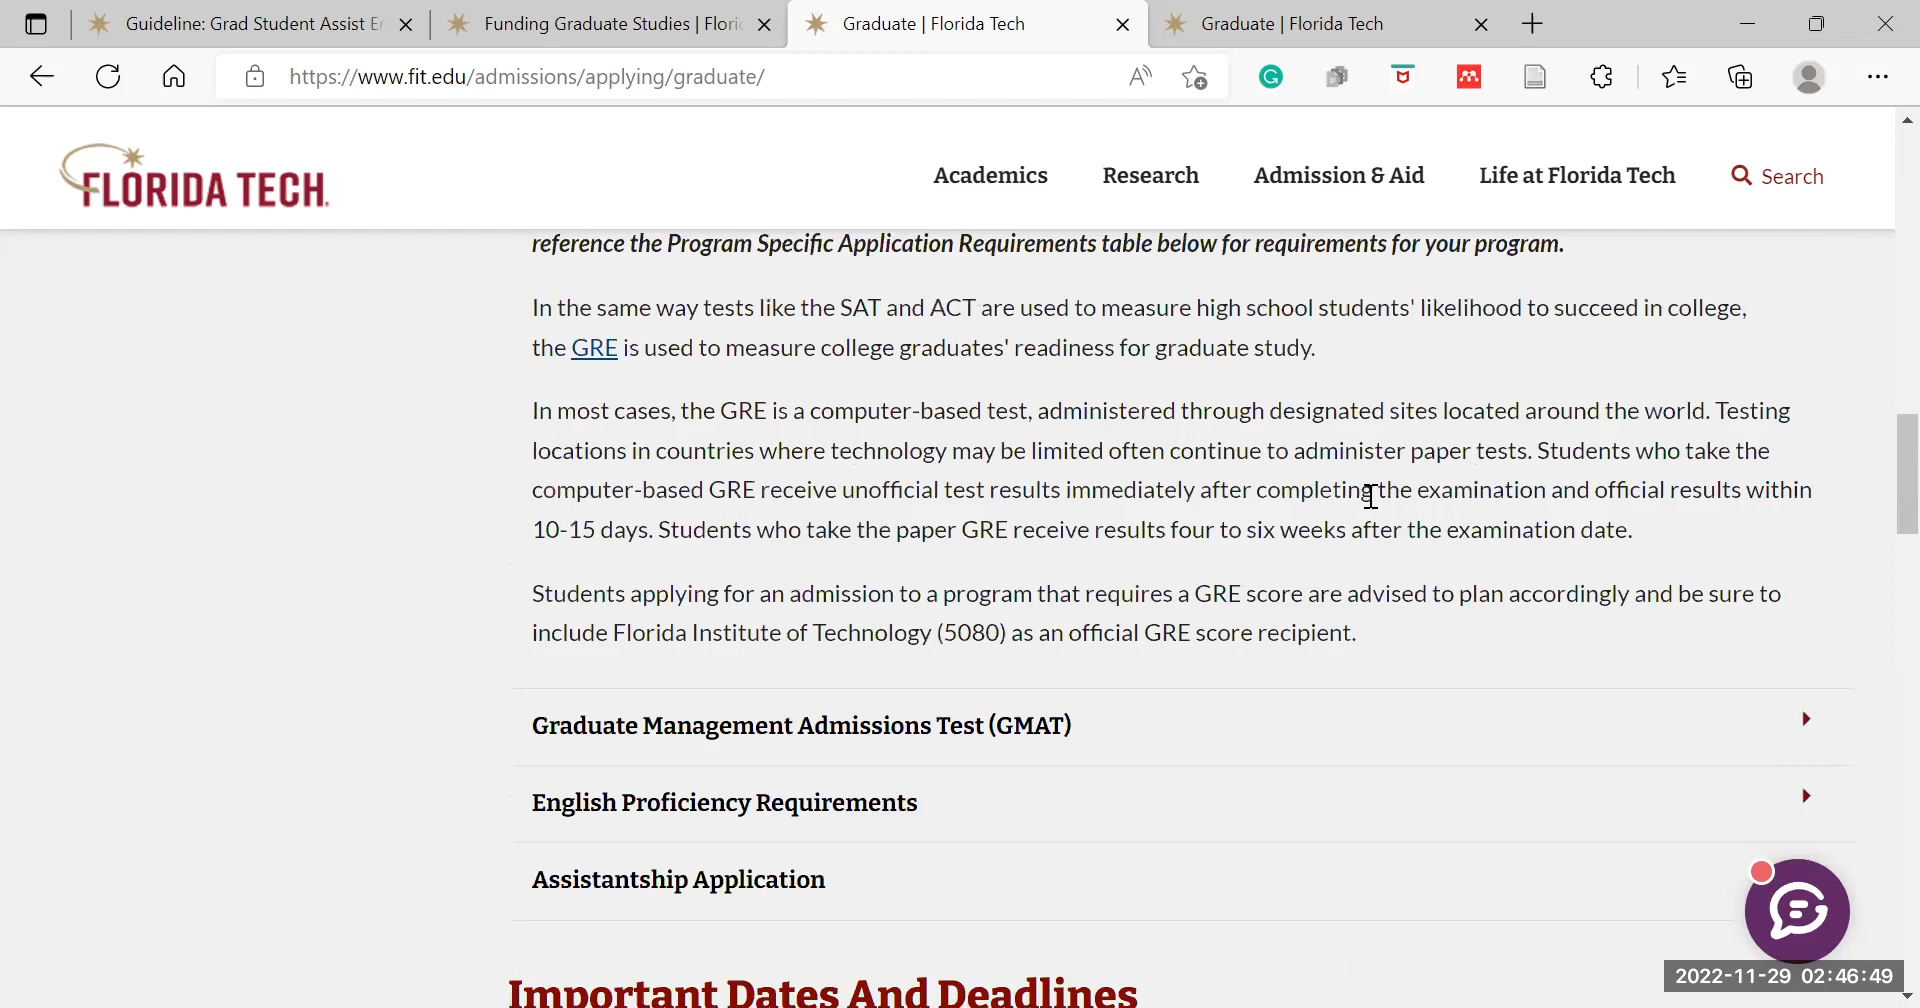 Guideline: Grad Student Assist
Funding Graduate Studies | Flori
Graduate | Florida Tech
Graduate | Florida Tech
https://www.fit.edu/admissions/applying/graduate/
FLORIDA TECH
Academics
Research
Admission & Aid
Life at Florida Tech
Search
reference the Program Specific Application Requirements table below for requirements for your program.
In the same way tests like the SAT and ACT are used to measure high school students' likelihood to succeed in college,
the GRE is used to measure college graduates' readiness for graduate study.
In most cases, the GRE is a computer-based test, administered through designated sites located around the world. Testing
locations in countries where technology may be limited often continue to administer paper tests. Students who take the
computer-based GRE receive unofficial test results immediately after completing the examination and official results within
10-15 days. Students who take the paper GRE receive results four to six weeks after the examination date.
Students applying for an admission to a program that requires a GRE score are advised to plan accordingly and be sure to
include Florida Institute of Technology (5080) as an official GRE score recipient.
Graduate Management Admissions Test (GMAT)
English Proficiency Requirements
Assistantship Application
Important Dates And Deadlines
2022-11-29 02:46:49